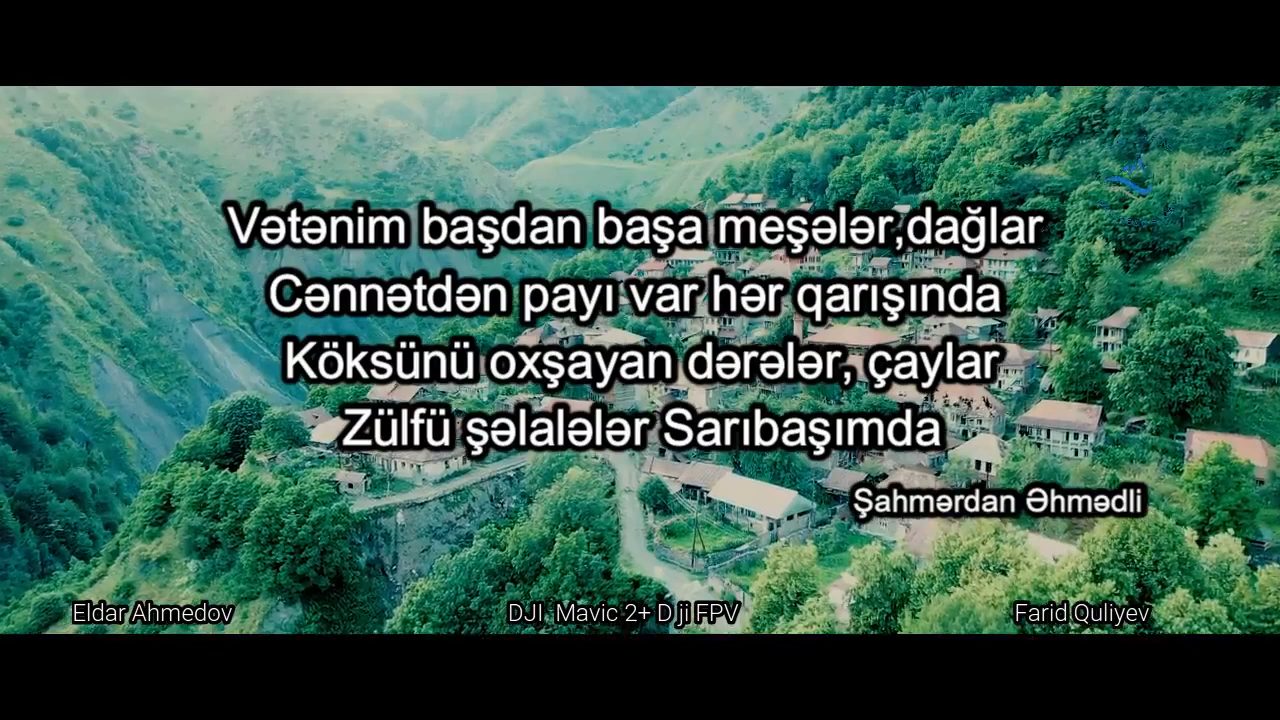 Vətənim başdan başa meşələr,dağlar
Cənnətdən payı var hər qarışında
Köksünü oxşayan dərələr, çaylar
Zülfü şəlalələr Sarıbaşımda
Şahmərdan Əhmədli
Eldar Ahmedov
DJI Mavic 2+ D ji FPV
Farid Quliyev